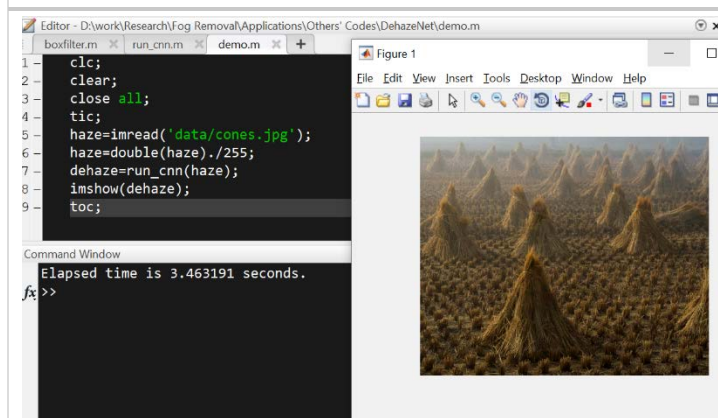 Editor - D:\work\Research\Fog Removal\Applications\Others' Codes\DehazeNet\demo.m
boxfilter.m × run_cnn.m × demo.m × +
1 – clc;
2 – clear;
3 – close all;
4 – tic;
5 – haze=imread('data/cones.jpg');
6 – haze=double(haze)./255;
7 – dehaze=run_cnn(haze);
8 – imshow(dehaze);
9 – toc;
Command Window
Elapsed time is 3.463191 seconds.
fx >>
Figure 1
File Edit View Insert Tools Desktop Window Help